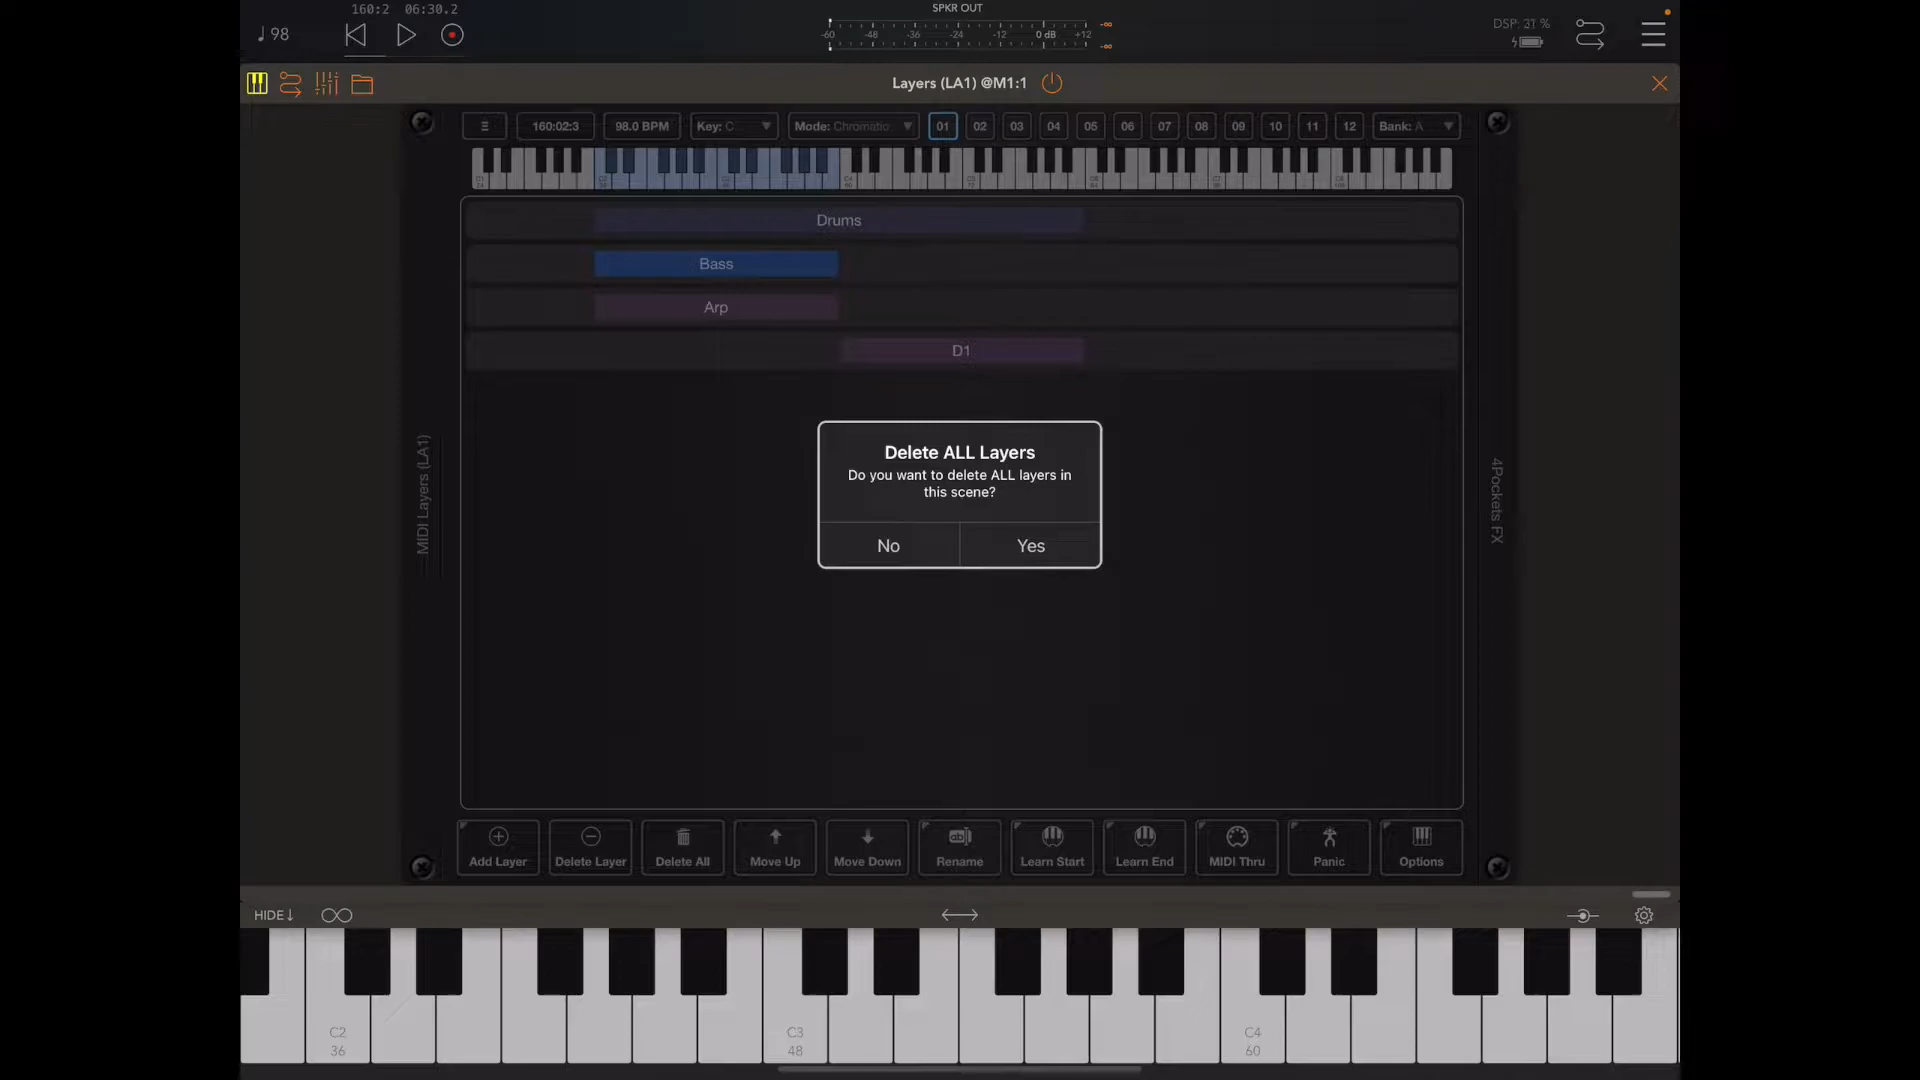 160:2 06:30.2
SPKR OUT
♩98
-60 -48 -36 -24 -12 0 dB +12
-∞
-∞
DSP: 31 %
Layers (LA1) @M1:1
160:02:3
98.0 BPM
Key: C
Mode: Chromatic
01 02 03 04 05 06 07 08 09 10 11 12
Bank: A
Drums
Bass
Arp
D1
MIDI Layers (LA1)
4Pockets FX
Delete ALL Layers
Do you want to delete ALL layers in
this scene?
No
Yes
Add Layer
Delete Layer
Delete All
Move Up
Move Down
Rename
Learn Start
Learn End
MIDI Thru
Panic
Options
HIDE↓
C2
36
C3
48
C4
60